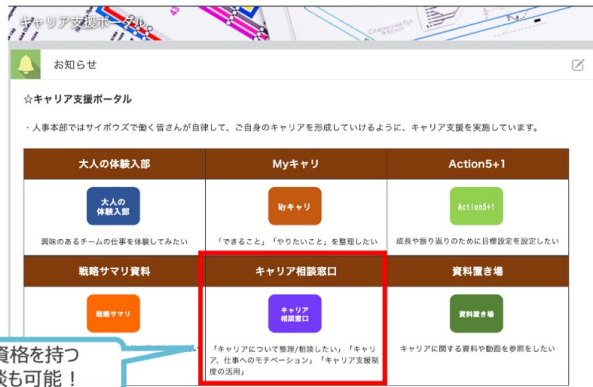 キャリア支援ポータル
お知らせ
☆キャリア支援ポータル
・人事本部ではサイボウズで働く皆さんが自律して、ご自身のキャリアを形成していけるように、キャリア支援を実施しています。
大人の体験入部
Myキャリ
Action5+1
大人の
体験入部
Myキャリ
Action5+1
興味のあるチームの仕事を体験してみたい
「できること」「やりたいこと」を整理したい
成長や振り返りのために目標設定を設定したい
戦略サマリ資料
キャリア相談窓口
資料置き場
戦略サマリ
キャリア
相談窓口
資料置き場
い
「キャリアについて整理/相談したい」「キャリ
ア、仕事へのモチベーション」「キャリア支援制
度の活用」
キャリアに関する資料や動画を参照をしたい
資格を持つ
談も可能！